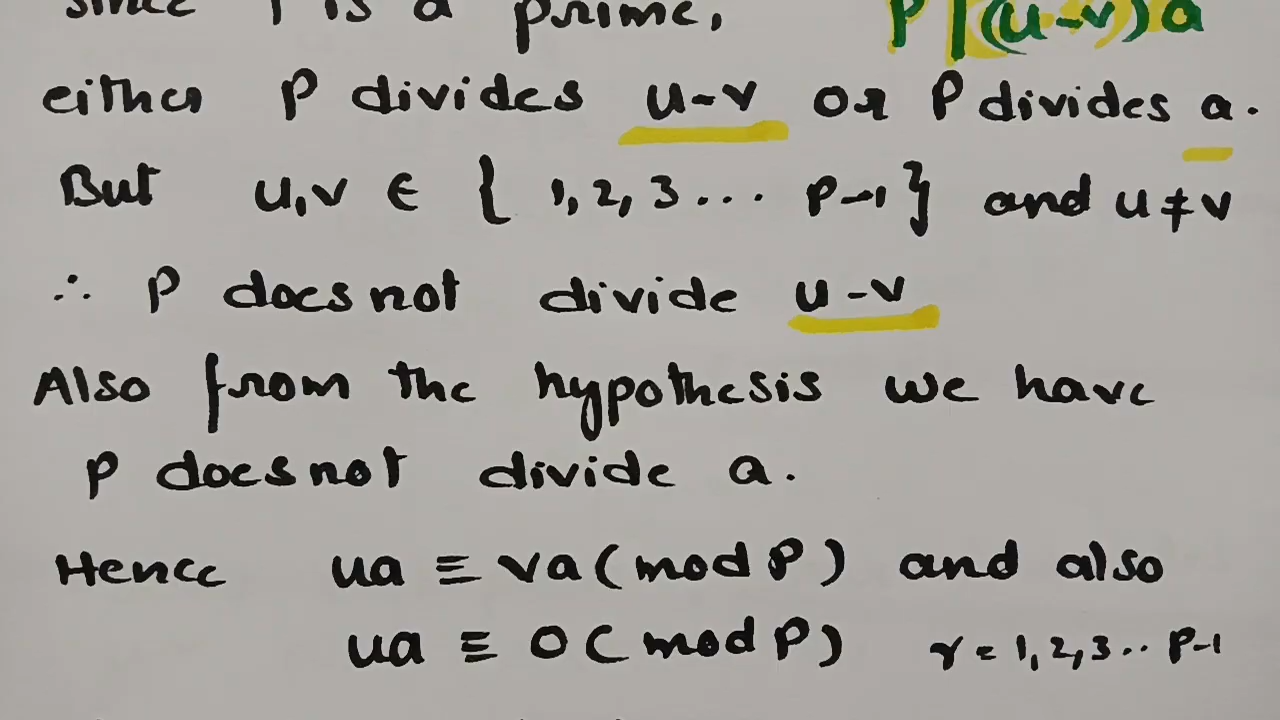 since P is a prime, P|(u-v)a
either P divides u-v or P divides a.
But u,v ∈ { 1, 2, 3... P-1 } and u ≠ v
∴ P does not divide u-v
Also from the hypothesis we have
P does not divide a.
Hence ua ≡ va (mod P) and also
ua ≡ 0 (mod P) r = 1, 2, 3.. P-1